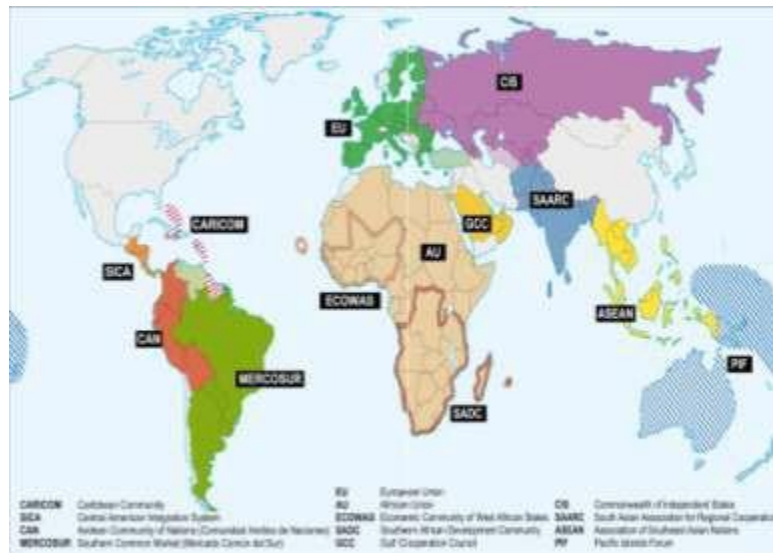 CIS
EU
SAARC
CARICOM
GCC
AU
SICA
ECOWAS
ASEAN
CAN
PIF
MERCOSUR
SADC
CARICOM Caribbean Community
SICA Central American Integration System
CAN Andean Community of Nations (Comunidad Andina de Naciones)
MERCOSUR Southern Common Market (Mercado Común del Sur)
EU European Union
AU African Union
ECOWAS Economic Community of West African States
SADC Southern African Development Community
GCC Gulf Cooperation Council
CIS Commonwealth of Independent States
SAARC South Asian Association for Regional Cooperatio
ASEAN Association of Southeast Asian Nations
PIF Pacific Islands Forum